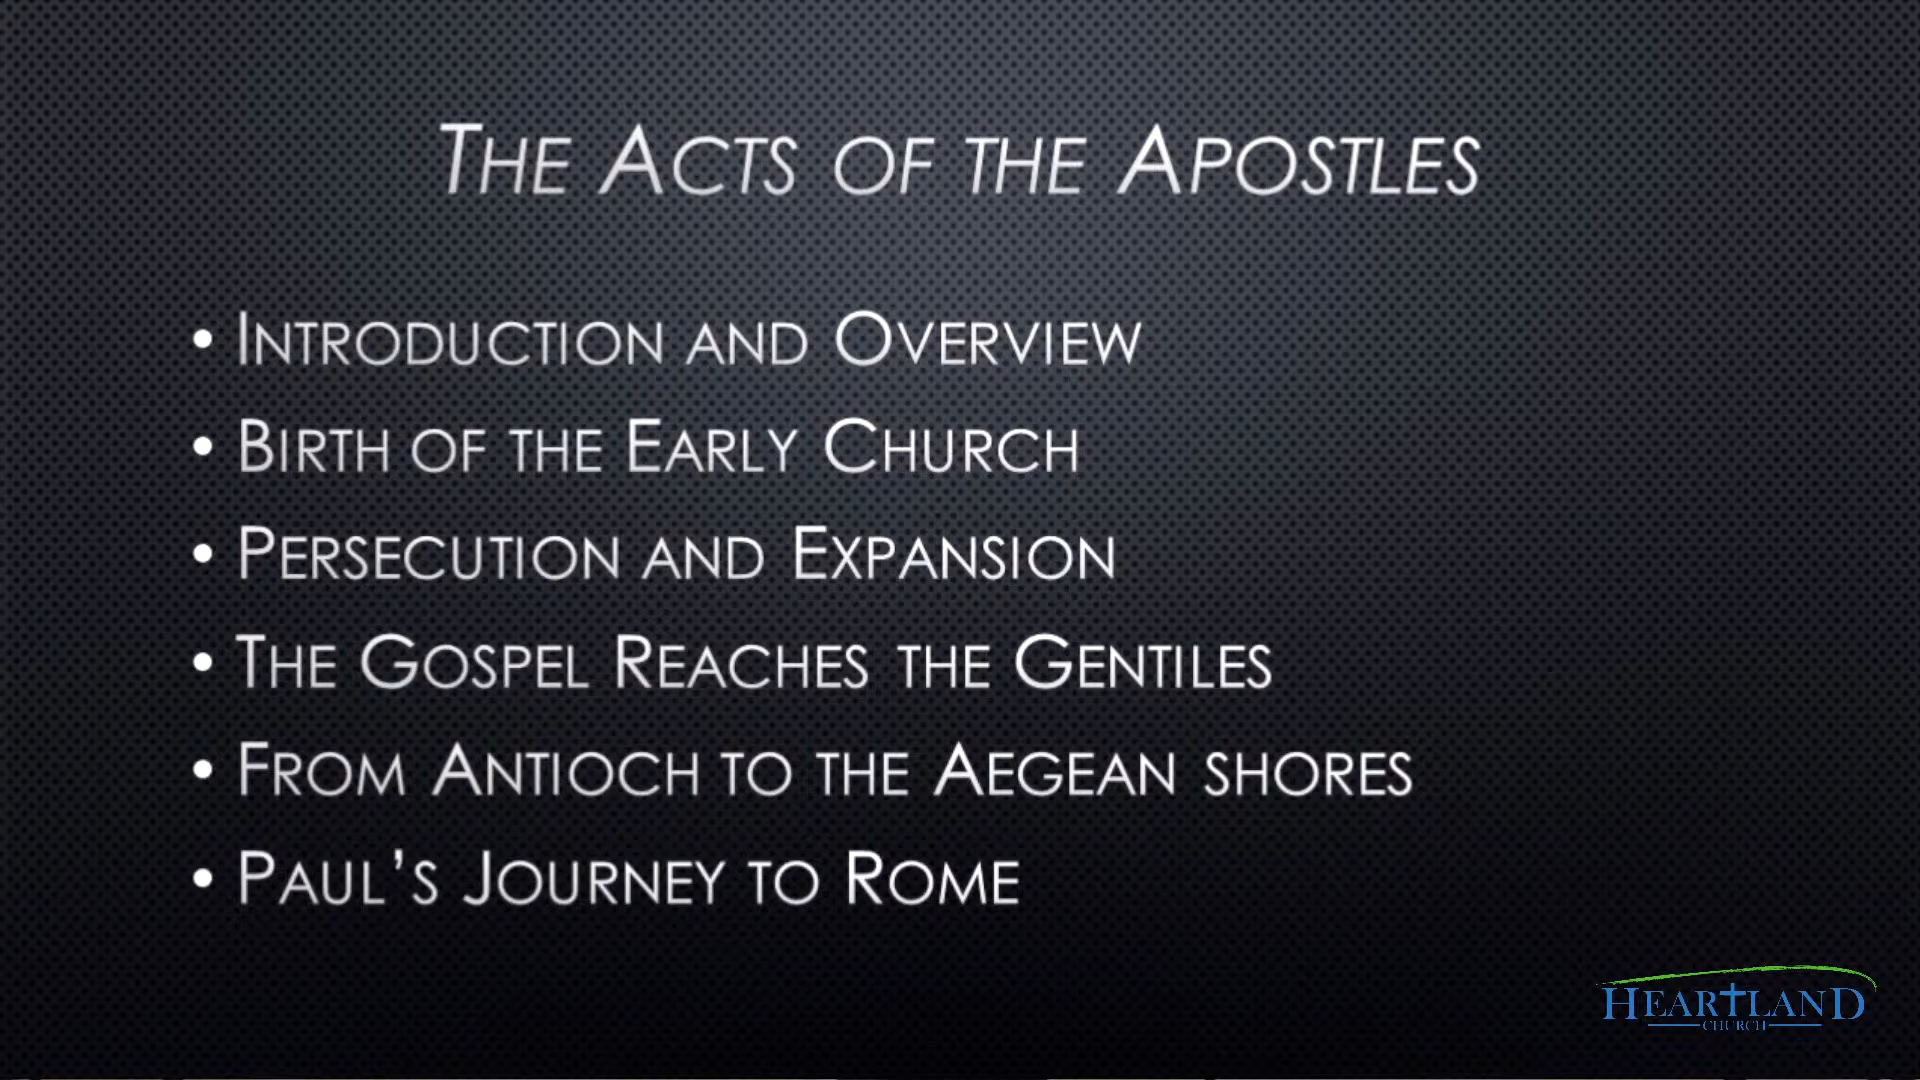 The Acts of the Apostles
• Introduction and Overview
• Birth of the Early Church
• Persecution and Expansion
• The Gospel Reaches the Gentiles
• From Antioch to the Aegean shores
• Paul’s Journey to Rome
Heartland
Church